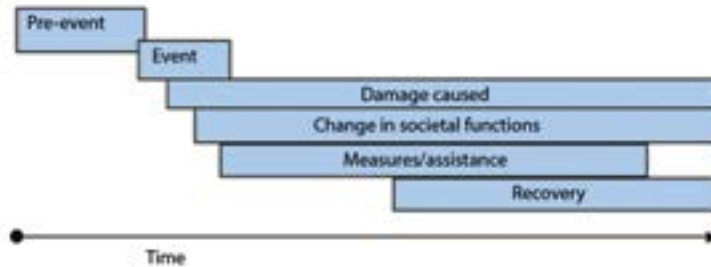 Pre-event
Event
Damage caused
Change in societal functions
Measures/assistance
Recovery
Time